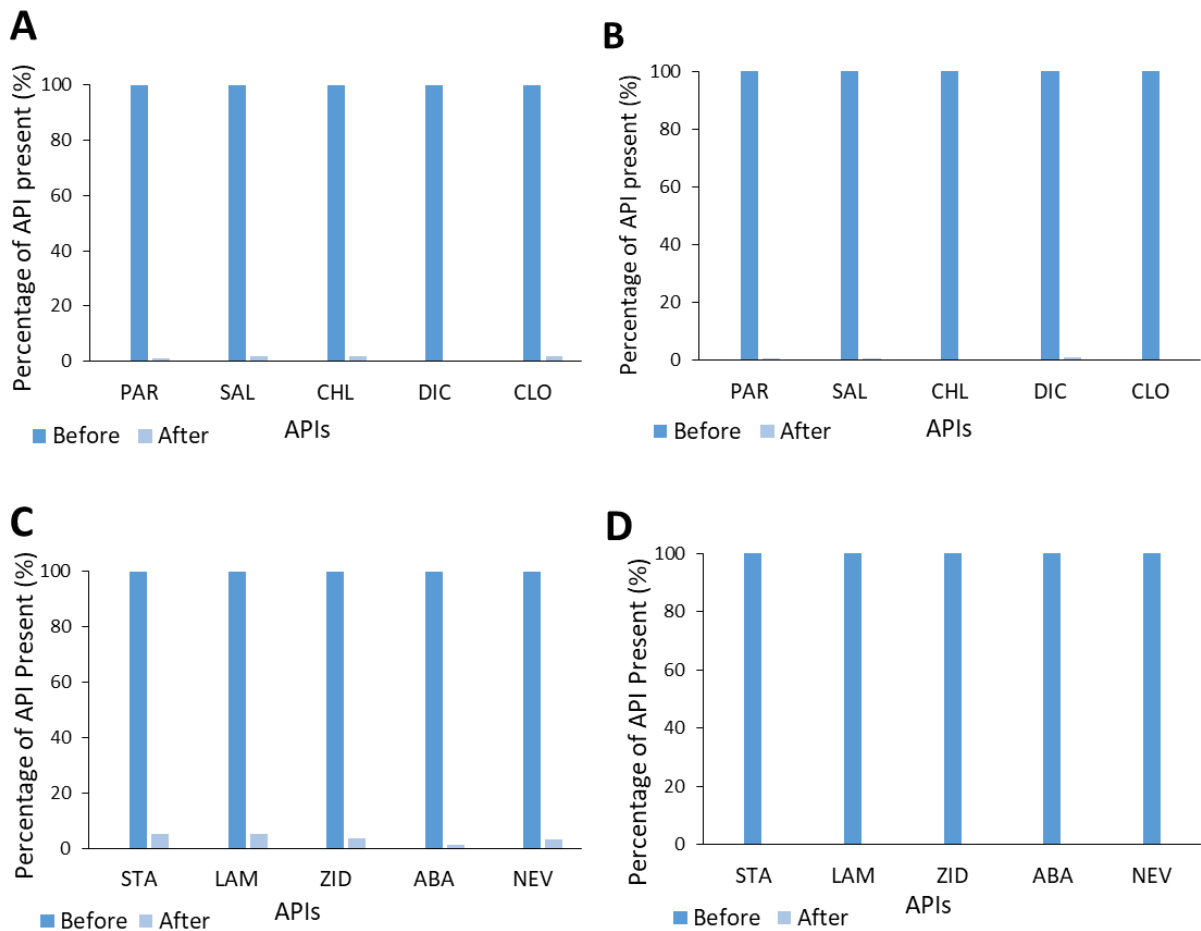 A
Percentage of API present (%)
100
80
60
40
20
0
PAR SAL CHL DIC CLO
Before After APIs
B
Percentage of API present (%)
100
80
60
40
20
0
PAR SAL CHL DIC CLO
Before After APIs
C
Percentage of API Present (%)
100
80
60
40
20
0
STA LAM ZID ABA NEV
Before After APIs
D
Percentage of API Present (%)
100
80
60
40
20
0
STA LAM ZID ABA NEV
Before After APIs